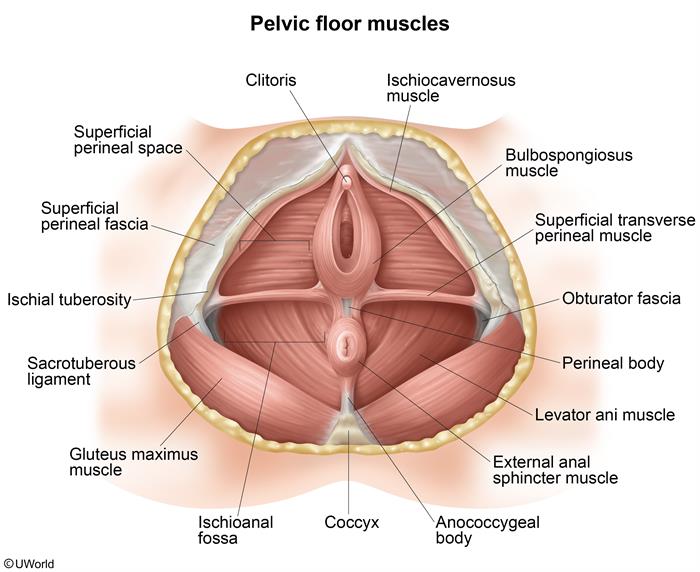 Pelvic floor muscles
Clitoris
Ischiocavernosus
muscle
Superficial
perineal space
Bulbospongiosus
muscle
Superficial
perineal fascia
Superficial transverse
perineal muscle
Ischial tuberosity
Obturator fascia
Sacrotuberous
ligament
Perineal body
Levator ani muscle
Gluteus maximus
muscle
External anal
sphincter muscle
Ischioanal
fossa
Coccyx
Anococcygeal
body
©UWorld